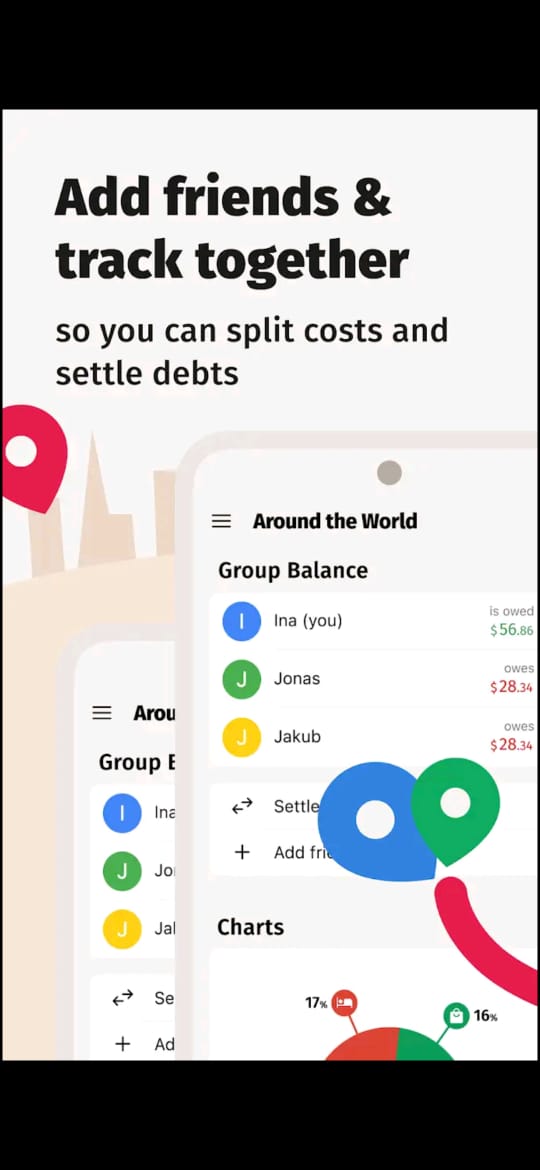 Add friends &
track together
so you can split costs and
settle debts
Around the World
Group Balance
I Ina (you) is owed $56.86
J Jonas owes $28.34
J Jakub owes $28.34
Settle
Add frie
Charts
17%
16%
Arou
Group B
I Ina
J Jo
J Jal
Se
Ad